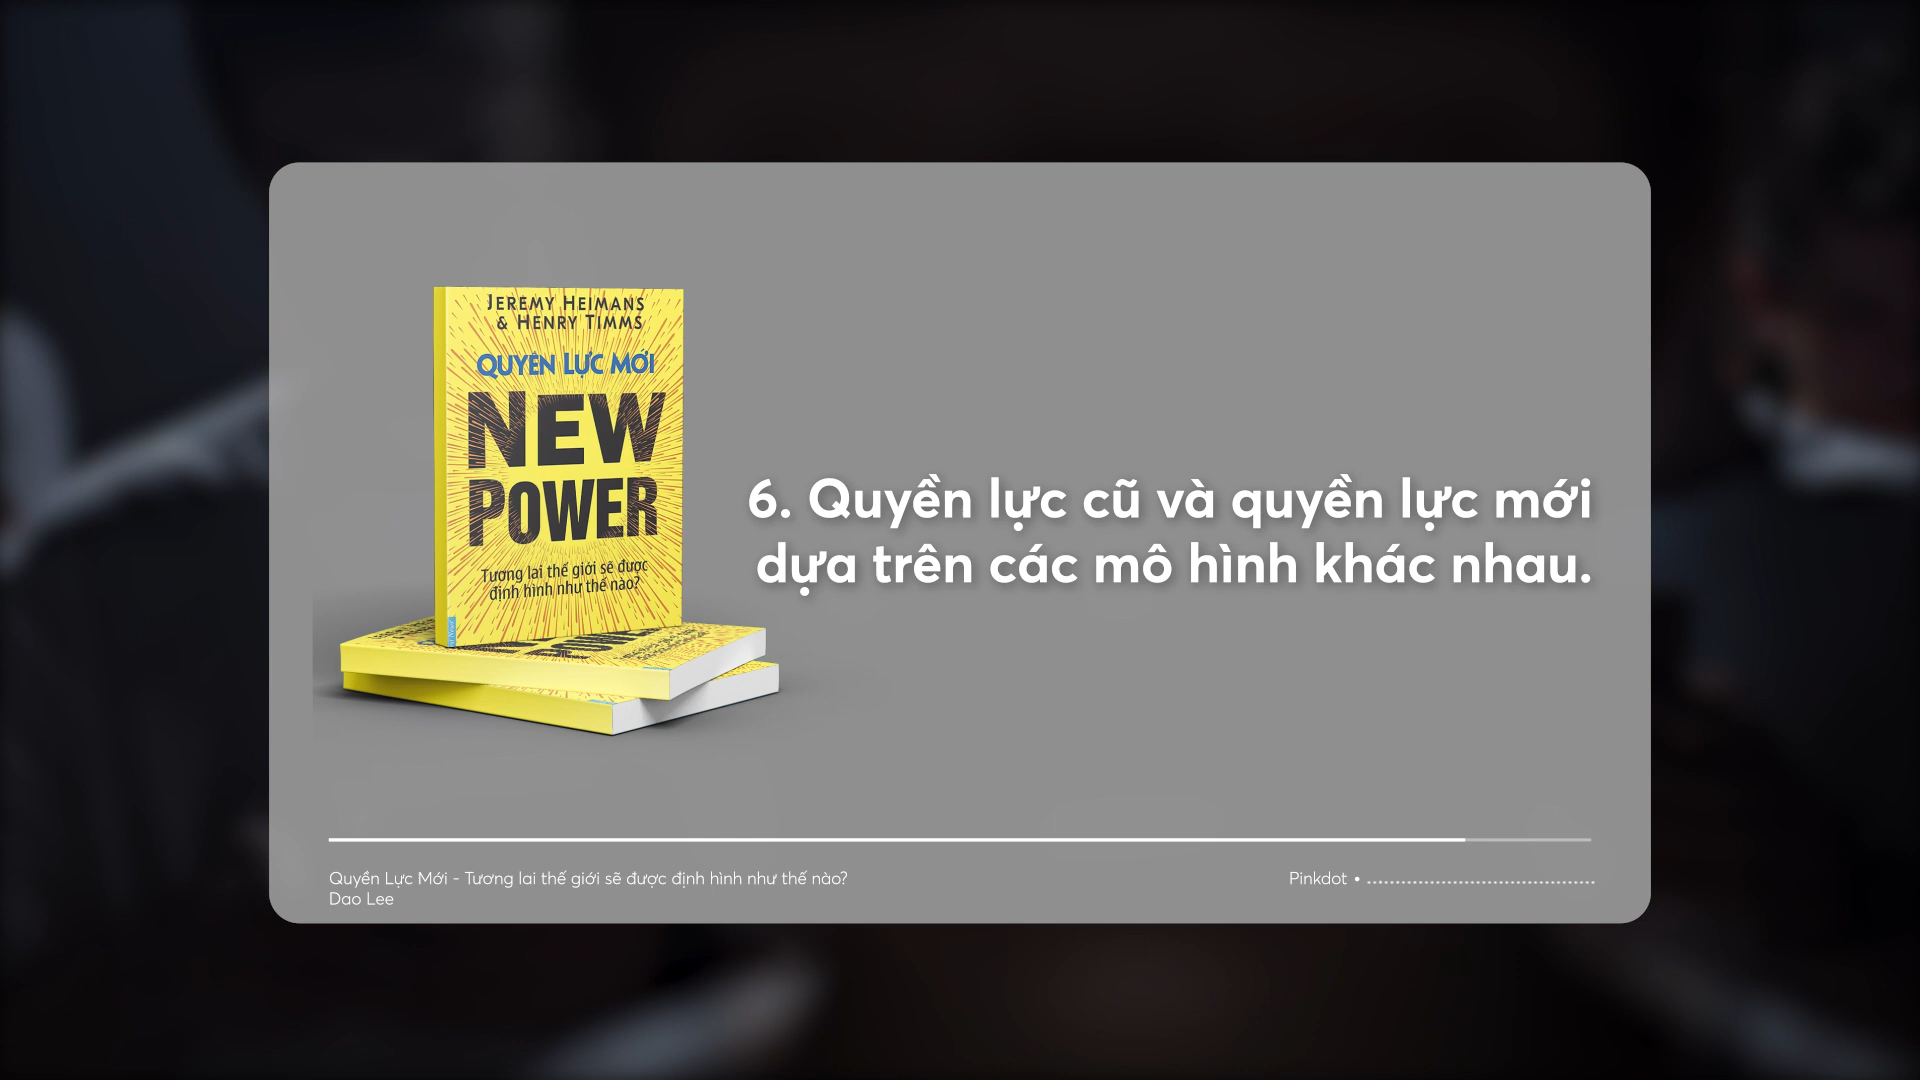 JEREMY HEIMANS
& HENRY TIMMS
QUYỀN LỰC MỚI
NEW
POWER
Tương lai thế giới sẽ được
định hình như thế nào?
6. Quyền lực cũ và quyền lực mới
dựa trên các mô hình khác nhau.
Quyền Lực Mới - Tương lai thế giới sẽ được định hình như thế nào?
Dao Lee
Pinkdot •